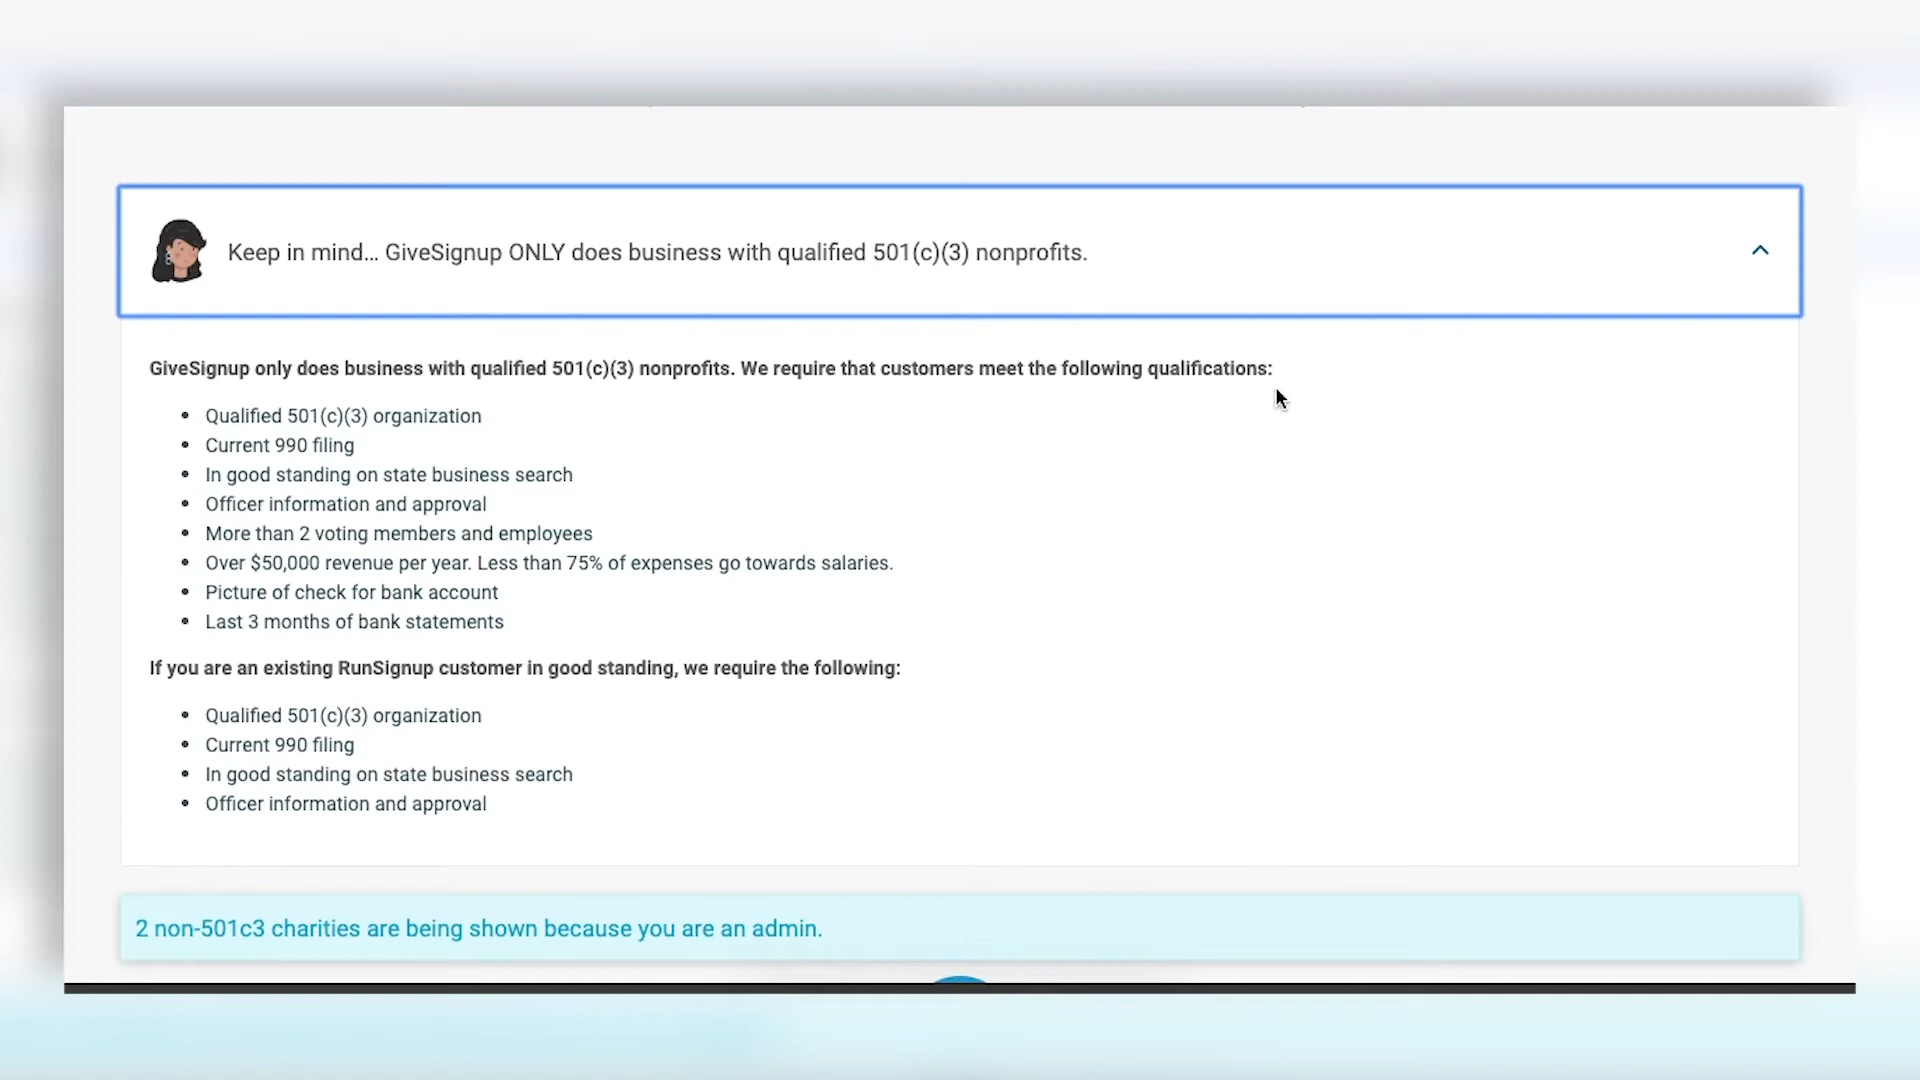 Keep in mind... GiveSignup ONLY does business with qualified 501(c)(3) nonprofits.
GiveSignup only does business with qualified 501(c)(3) nonprofits. We require that customers meet the following qualifications:
• Qualified 501(c)(3) organization
• Current 990 filing
• In good standing on state business search
• Officer information and approval
• More than 2 voting members and employees
• Over $50,000 revenue per year. Less than 75% of expenses go towards salaries.
• Picture of check for bank account
• Last 3 months of bank statements
If you are an existing RunSignup customer in good standing, we require the following:
• Qualified 501(c)(3) organization
• Current 990 filing
• In good standing on state business search
• Officer information and approval
2 non-501c3 charities are being shown because you are an admin.